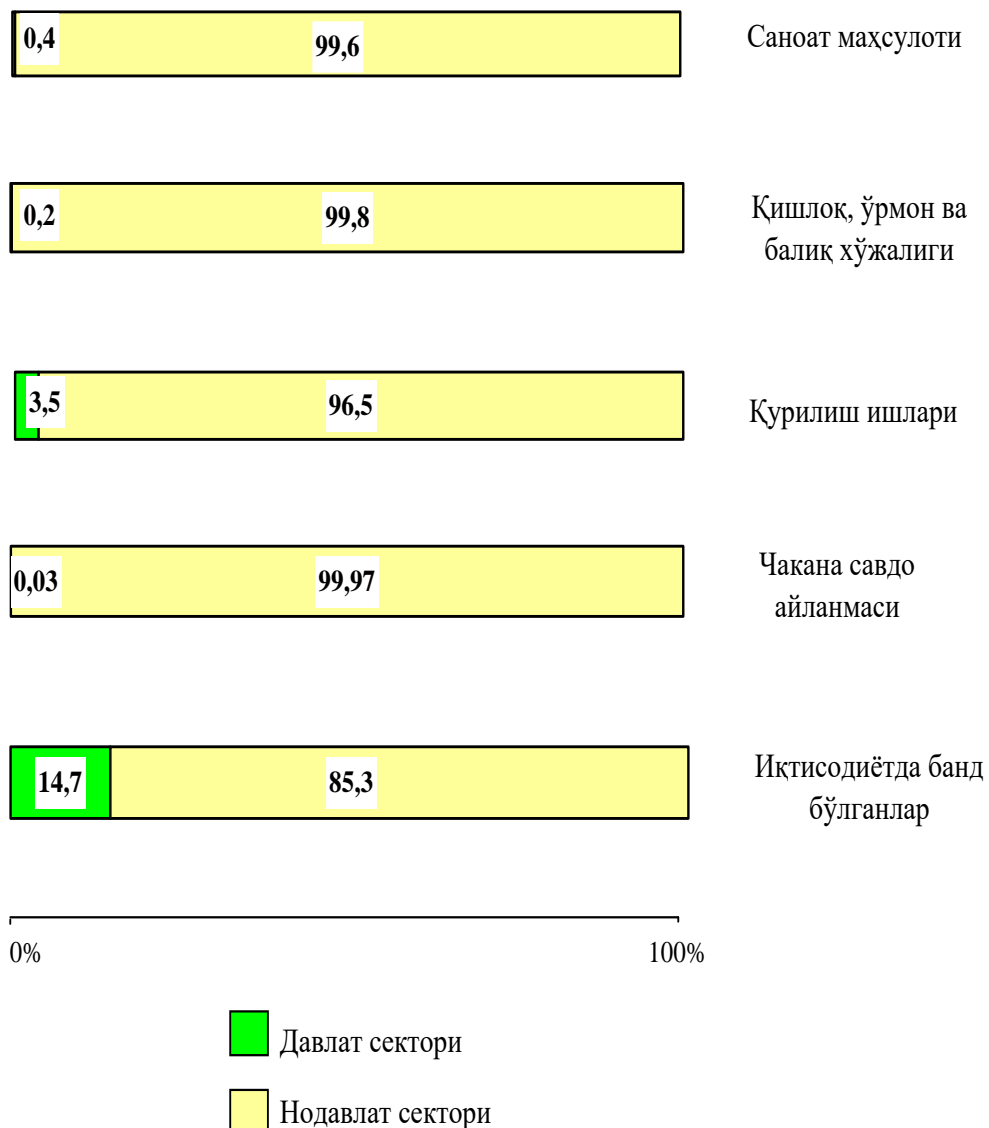 0,4 99,6 Саноат маҳсулоти
0,2 99,8 Қишлоқ, ўрмон ва
балиқ хўжалиги
3,5 96,5 Қурилиш ишлари
0,03 99,97 Чакана савдо
айланмаси
14,7 85,3 Иқтисодиётда банд
бўлганлар
0% 100%
Давлат сектори
Нодавлат сектори